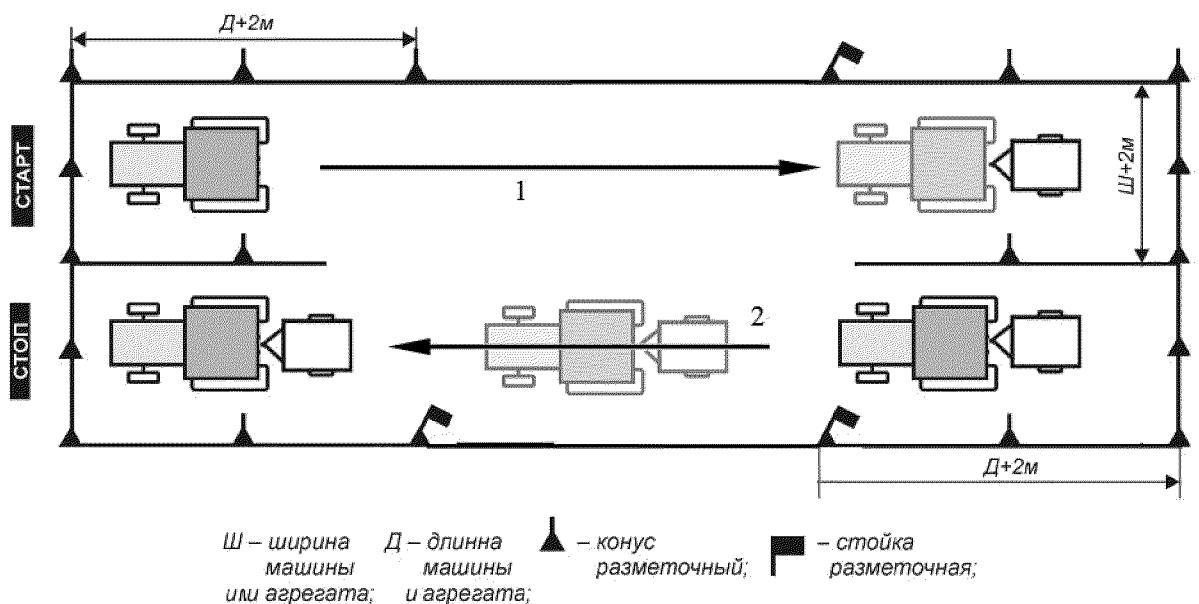 Д+2м
СТАРТ
1
Ш+2м
СТОП
2
Д+2м
Ш – ширина
машины
или агрегата;
Д – длинна
машины
и агрегата;
– конус
разметочный;
– стойка
разметочная;